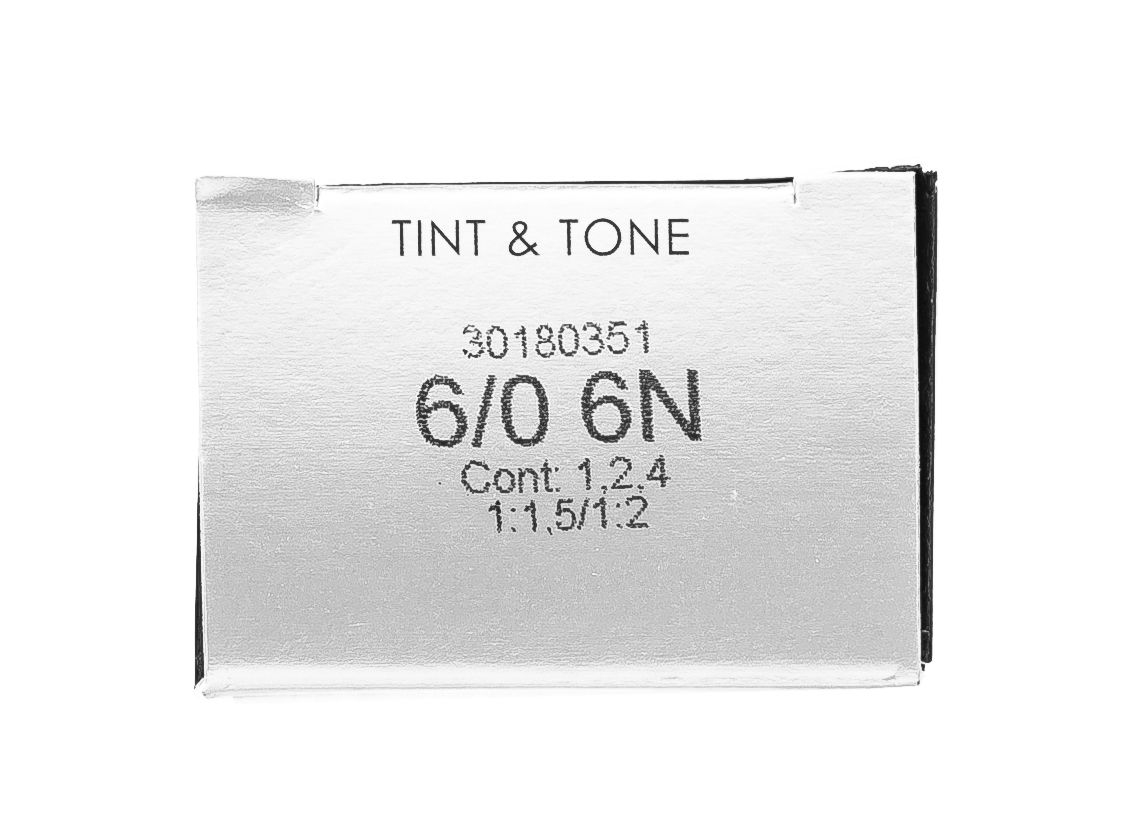 TINT & TONE
30180351
6/0 6N
Cont: 1,2,4
1:1,5/1:2